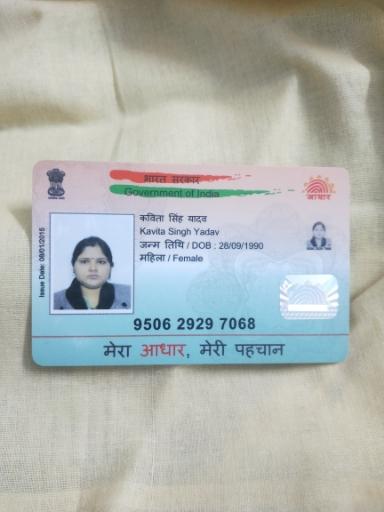 भारत सरकार
Government of India
आधार
Issue Date: 08/01/2015
कविता सिंह यादव
Kavita Singh Yadav
जन्म तिथि / DOB : 28/09/1990
महिला / Female
9506 2929 7068
मेरा आधार, मेरी पहचान